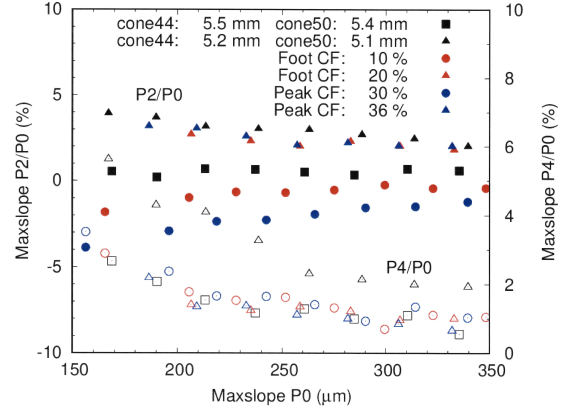 cone44: 5.5 mm cone50: 5.4 mm
cone44: 5.2 mm cone50: 5.1 mm
Foot CF: 10 %
Foot CF: 20 %
Peak CF: 30 %
Peak CF: 36 %
P2/P0
P4/P0
10
5
0
-5
-10
Maxslope P2/P0 (%)
10
8
6
4
2
0
Maxslope P4/P0 (%)
150 200 250 300 350
Maxslope P0 (μm)